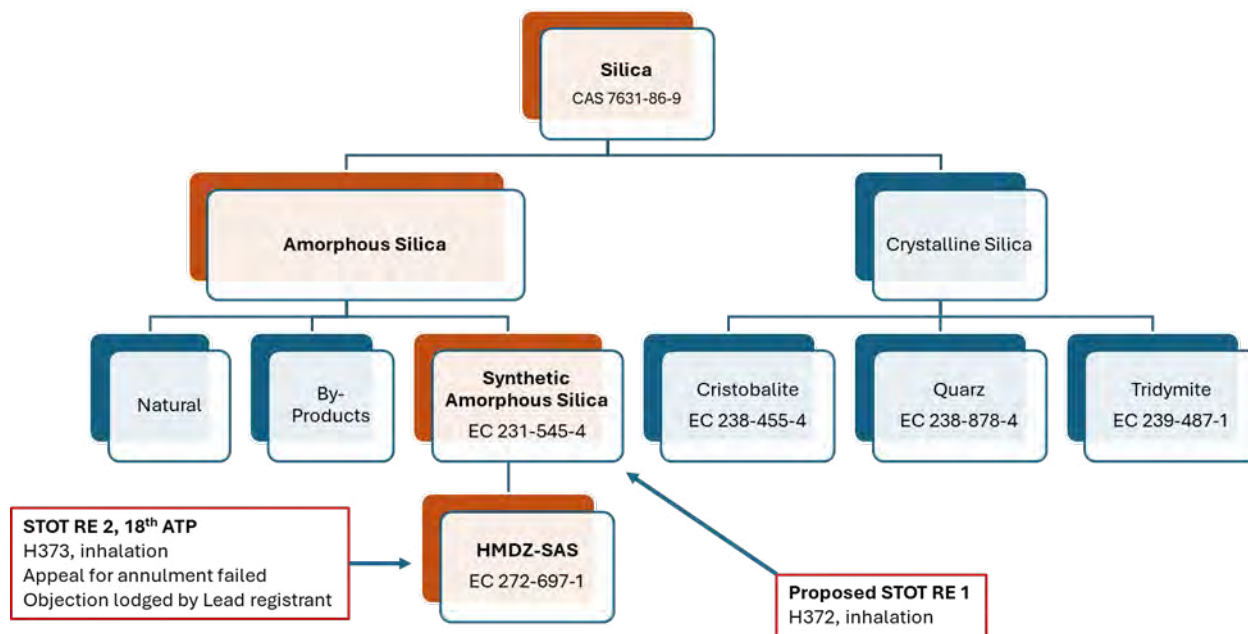 Silica
CAS 7631-86-9
Amorphous Silica
Crystalline Silica
Natural
By-
Products
Synthetic
Amorphous Silica
EC 231-545-4
Cristobalite
EC 238-455-4
Quarz
EC 238-878-4
Tridymite
EC 239-487-1
STOT RE 2, 18th ATP
H373, inhalation
Appeal for annulment failed
Objection lodged by Lead registrant
HMDZ-SAS
EC 272-697-1
Proposed STOT RE 1
H372, inhalation